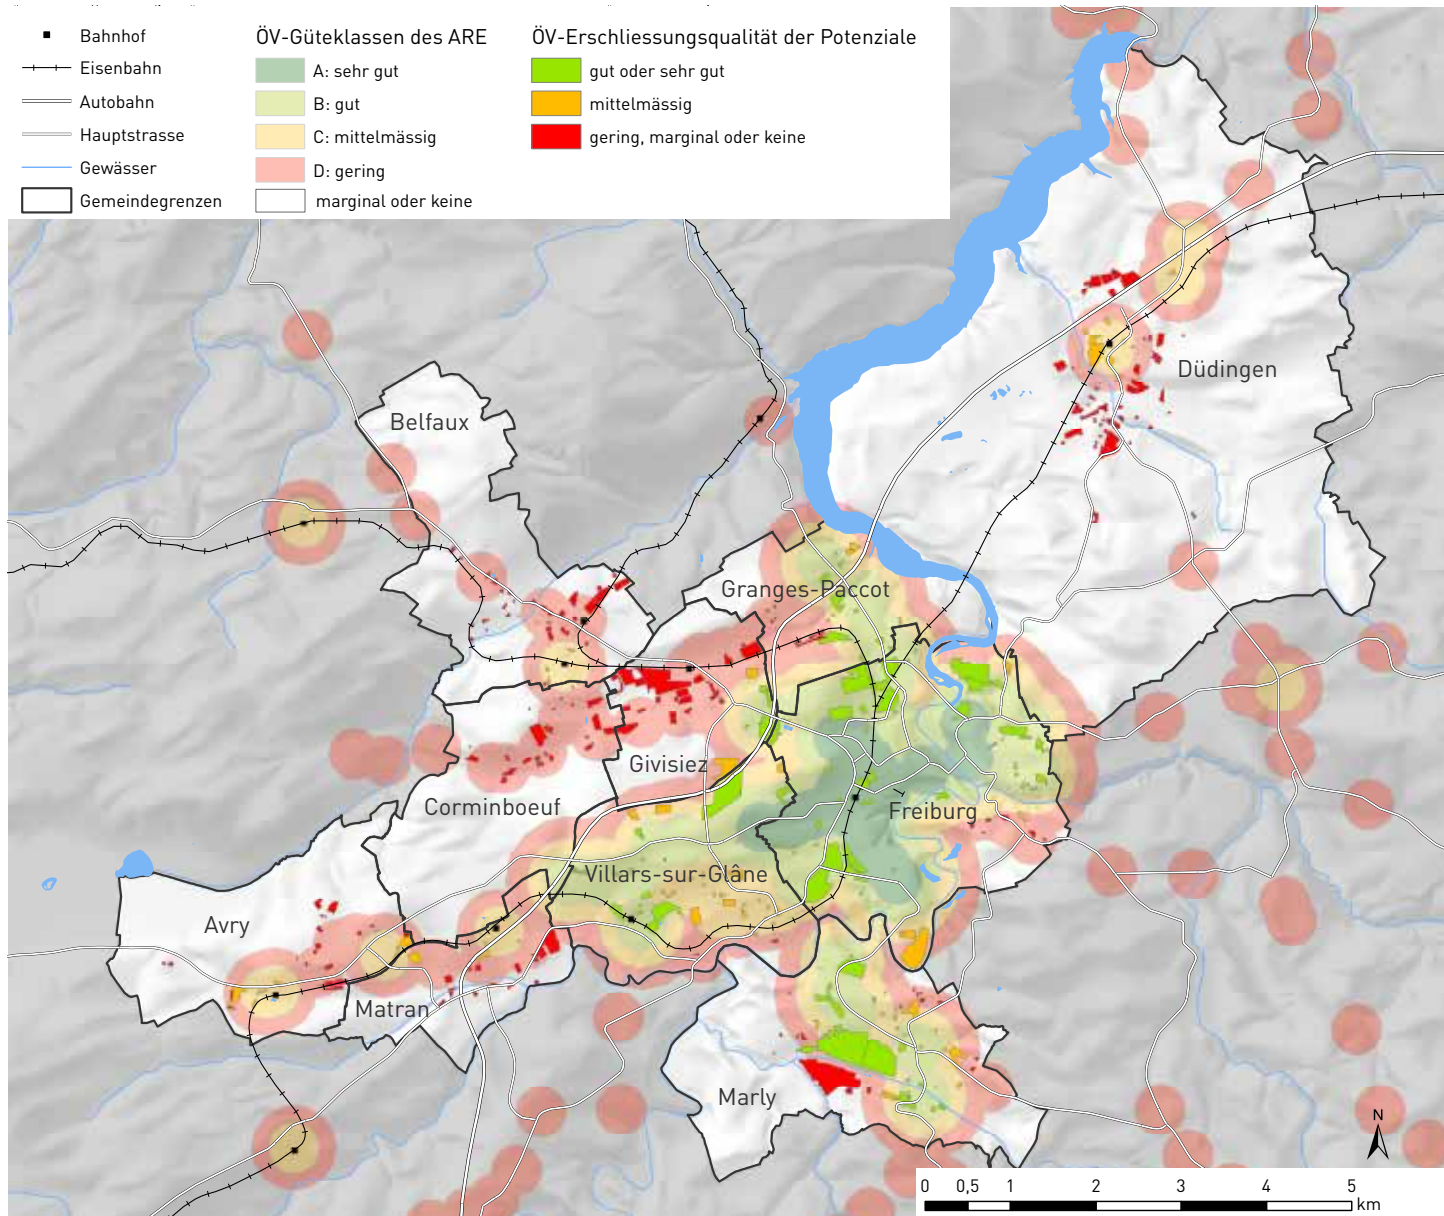 Bahnhof
Eisenbahn
Autobahn
Hauptstrasse
Gewässer
Gemeindegrenzen
ÖV-Güteklassen des ARE
A: sehr gut
B: gut
C: mittelmässig
D: gering
marginal oder keine
ÖV-Erschliessungsqualität der Potenziale
gut oder sehr gut
mittelmässig
gering, marginal oder keine
Düdingen
Belfaux
Granges-Paccot
Givisiez
Corminboeuf
Freiburg
Villars-sur-Glâne
Avry
Matran
Marly
N
0 0,5 1 2 3 4 5
km